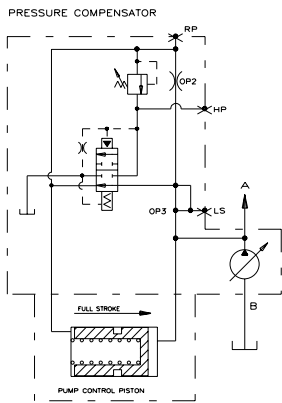 PRESSURE COMPENSATOR
RP
OP2
HP
A
OP3
LS
B
FULL STROKE
PUMP CONTROL PISTON